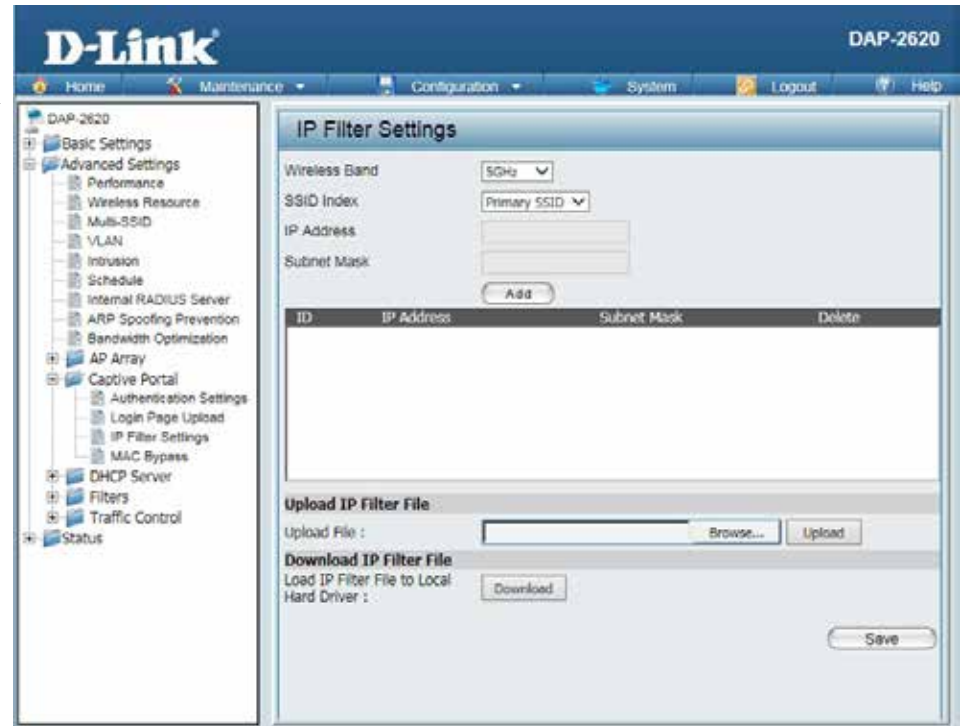 D-Link
DAP-2620
Home Maintenance Configuration System Logout Help
DAP-2620
Basic Settings
Advanced Settings
Performance
Wireless Resource
Multi-SSID
VLAN
Intrusion
Schedule
Internal RADIUS Server
ARP Spoofing Prevention
Bandwidth Optimization
AP Array
Captive Portal
Authentication Settings
Login Page Upload
IP Filter Settings
MAC Bypass
DHCP Server
Filters
Traffic Control
Status
IP Filter Settings
Wireless Band 5GHz
SSID Index Primary SSID
IP Address
Subnet Mask
Add
ID IP Address Subnet Mask Delete
Upload IP Filter File
Upload File : Browse... Upload
Download IP Filter File
Load IP Filter File to Local
Hard Driver : Download
Save